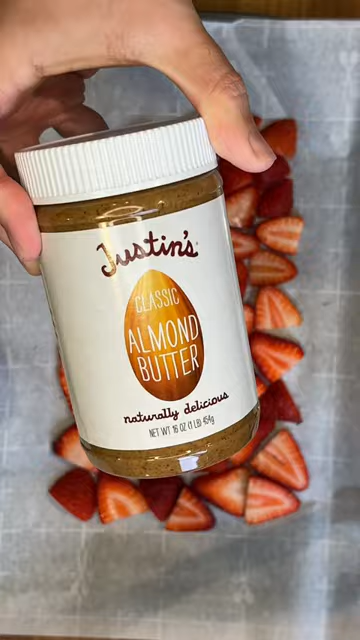 Justin's
CLASSIC
ALMOND
BUTTER
naturally delicious
NET WT 16 OZ (1 LB) 454g